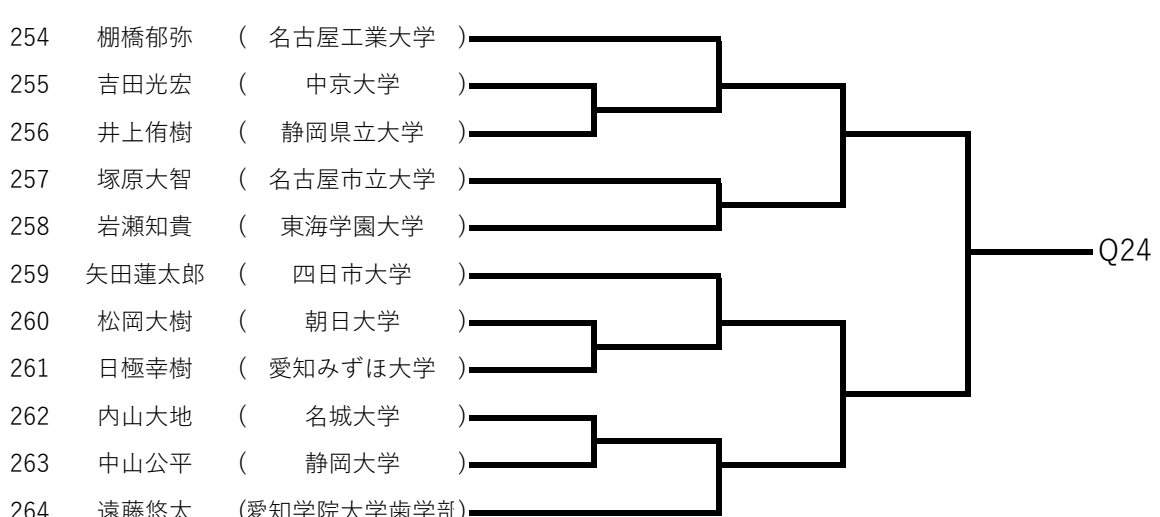 254 棚橋郁弥 ( 名古屋工業大学 )
255 吉田光宏 ( 中京大学 )
256 井上侑樹 ( 静岡県立大学 )
257 塚原大智 ( 名古屋市立大学 )
258 岩瀬知貴 ( 東海学園大学 )
Q24
259 矢田蓮太郎 ( 四日市大学 )
260 松岡大樹 ( 朝日大学 )
261 日極幸樹 ( 愛知みずほ大学 )
262 内山大地 ( 名城大学 )
263 中山公平 ( 静岡大学 )
264 遠藤悠太 (愛知学院大学歯学部)